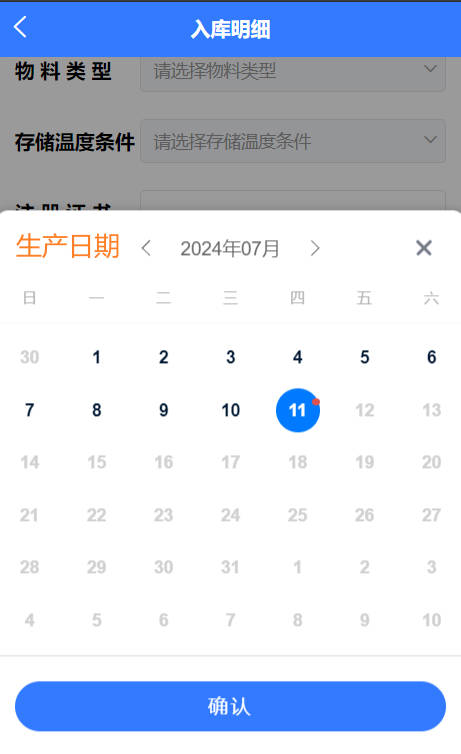 入库明细
物 料 类 型 请选择物料类型
存储温度条件 请选择存储温度条件
注 册 证 书
生产日期 2024年07月
日 一 二 三 四 五 六
30 1 2 3 4 5 6
7 8 9 10 11 12 13
14 15 16 17 18 19 20
21 22 23 24 25 26 27
28 29 30 31 1 2 3
4 5 6 7 8 9 10
确认